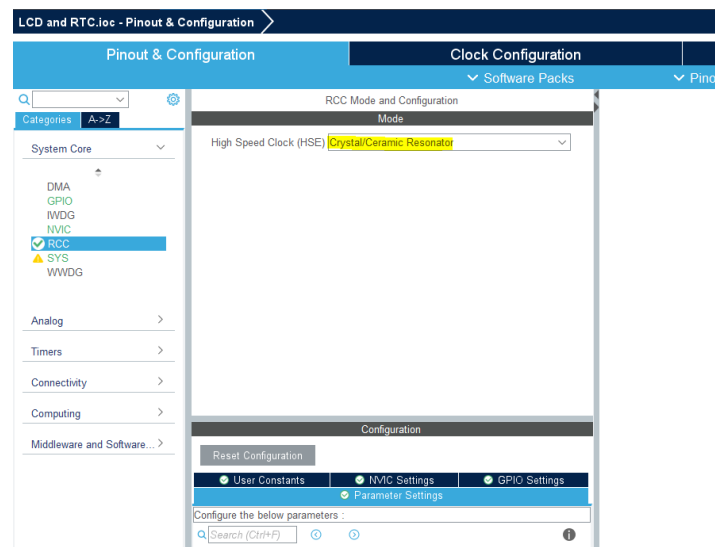 LCD and RTC.ioc - Pinout & Configuration
Pinout & Configuration
Clock Configuration
Software Packs
Pino
Categories A->Z
System Core
DMA
GPIO
IWDG
NVIC
RCC
SYS
WWDG
Analog
Timers
Connectivity
Computing
Middleware and Software...
RCC Mode and Configuration
Mode
High Speed Clock (HSE) Crystal/Ceramic Resonator
Configuration
Reset Configuration
User Constants NVIC Settings GPIO Settings
Parameter Settings
Configure the below parameters :
Search (Ctrl+F)